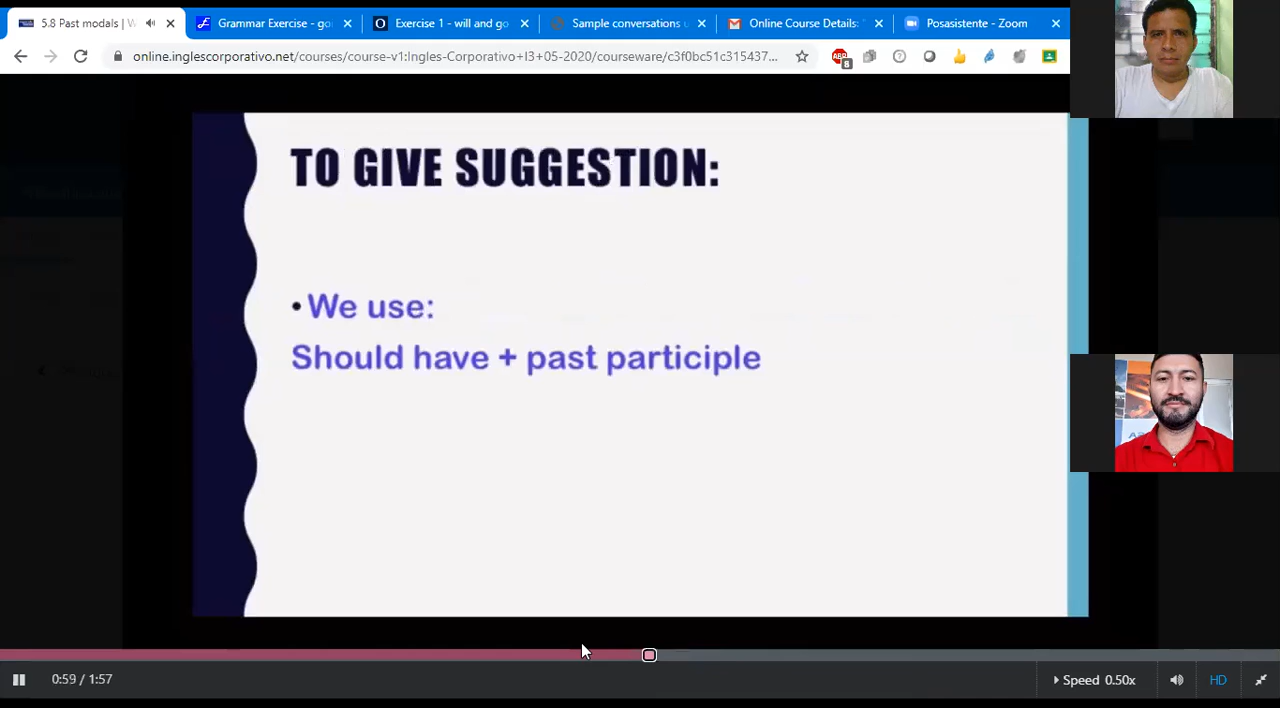 5.8 Past modals | W
Grammar Exercise - go
Exercise 1 - will and go
Sample conversations u
Online Course Details: "
Posasistente - Zoom
online.inglescorporativo.net/courses/course-v1:Ingles-Corporativo+I3+05-2020/courseware/c3f0bc51c315437...
ABP
8
TO GIVE SUGGESTION:
• We use:
Should have + past participle
0:59 / 1:57
Speed 0.50x
HD